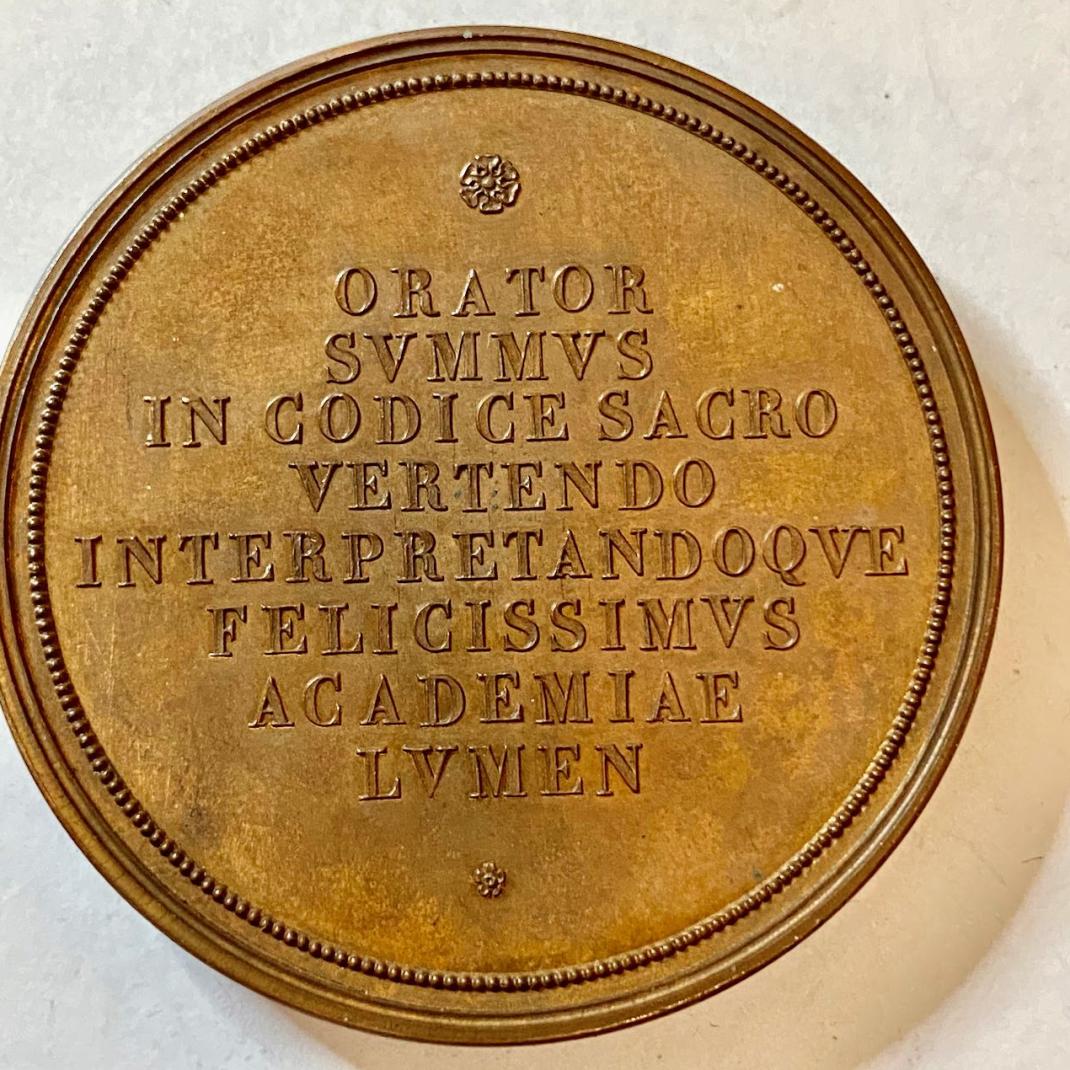 ORATOR
SVMMVS
IN CODICE SACRO
VERTENDO
INTERPRETANDOQVE
FELICISSIMVS
ACADEMIAE
LVMEN